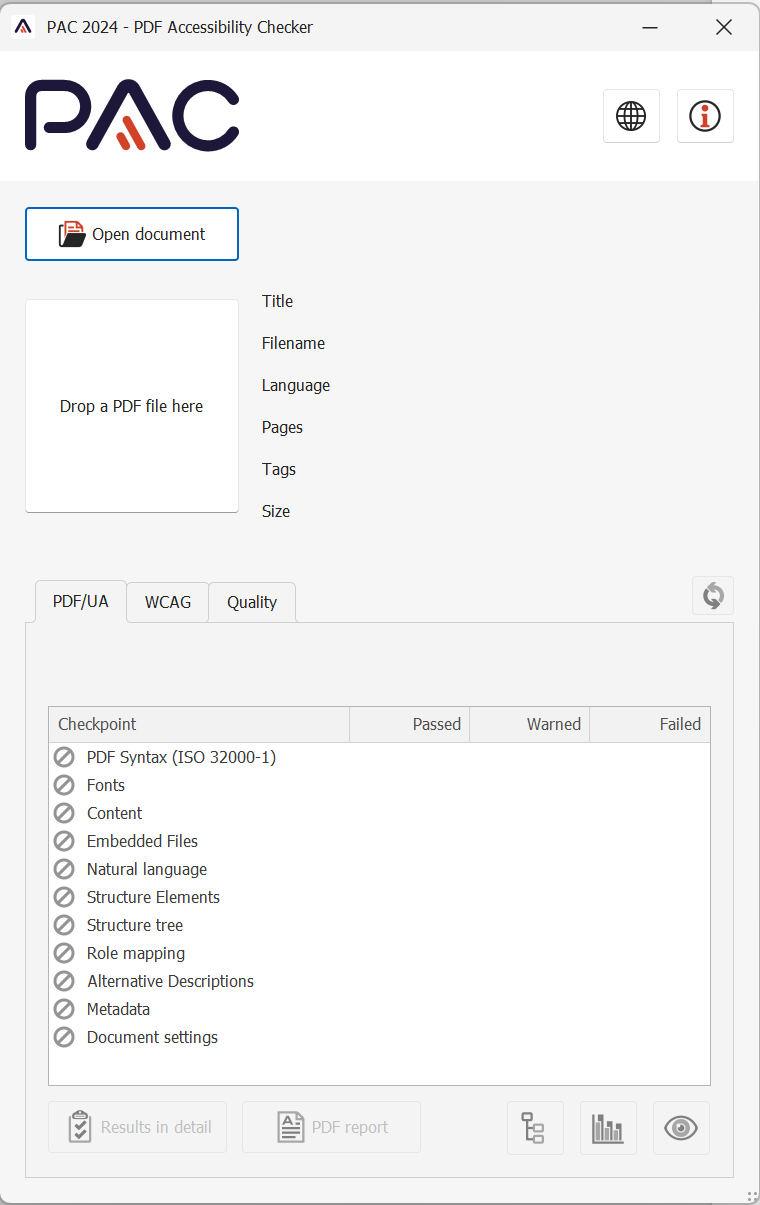 PAC 2024 - PDF Accessibility Checker
PAC
Open document
Drop a PDF file here
Title
Filename
Language
Pages
Tags
Size
PDF/UA WCAG Quality
Checkpoint Passed Warned Failed
PDF Syntax (ISO 32000-1)
Fonts
Content
Embedded Files
Natural language
Structure Elements
Structure tree
Role mapping
Alternative Descriptions
Metadata
Document settings
Results in detail PDF report